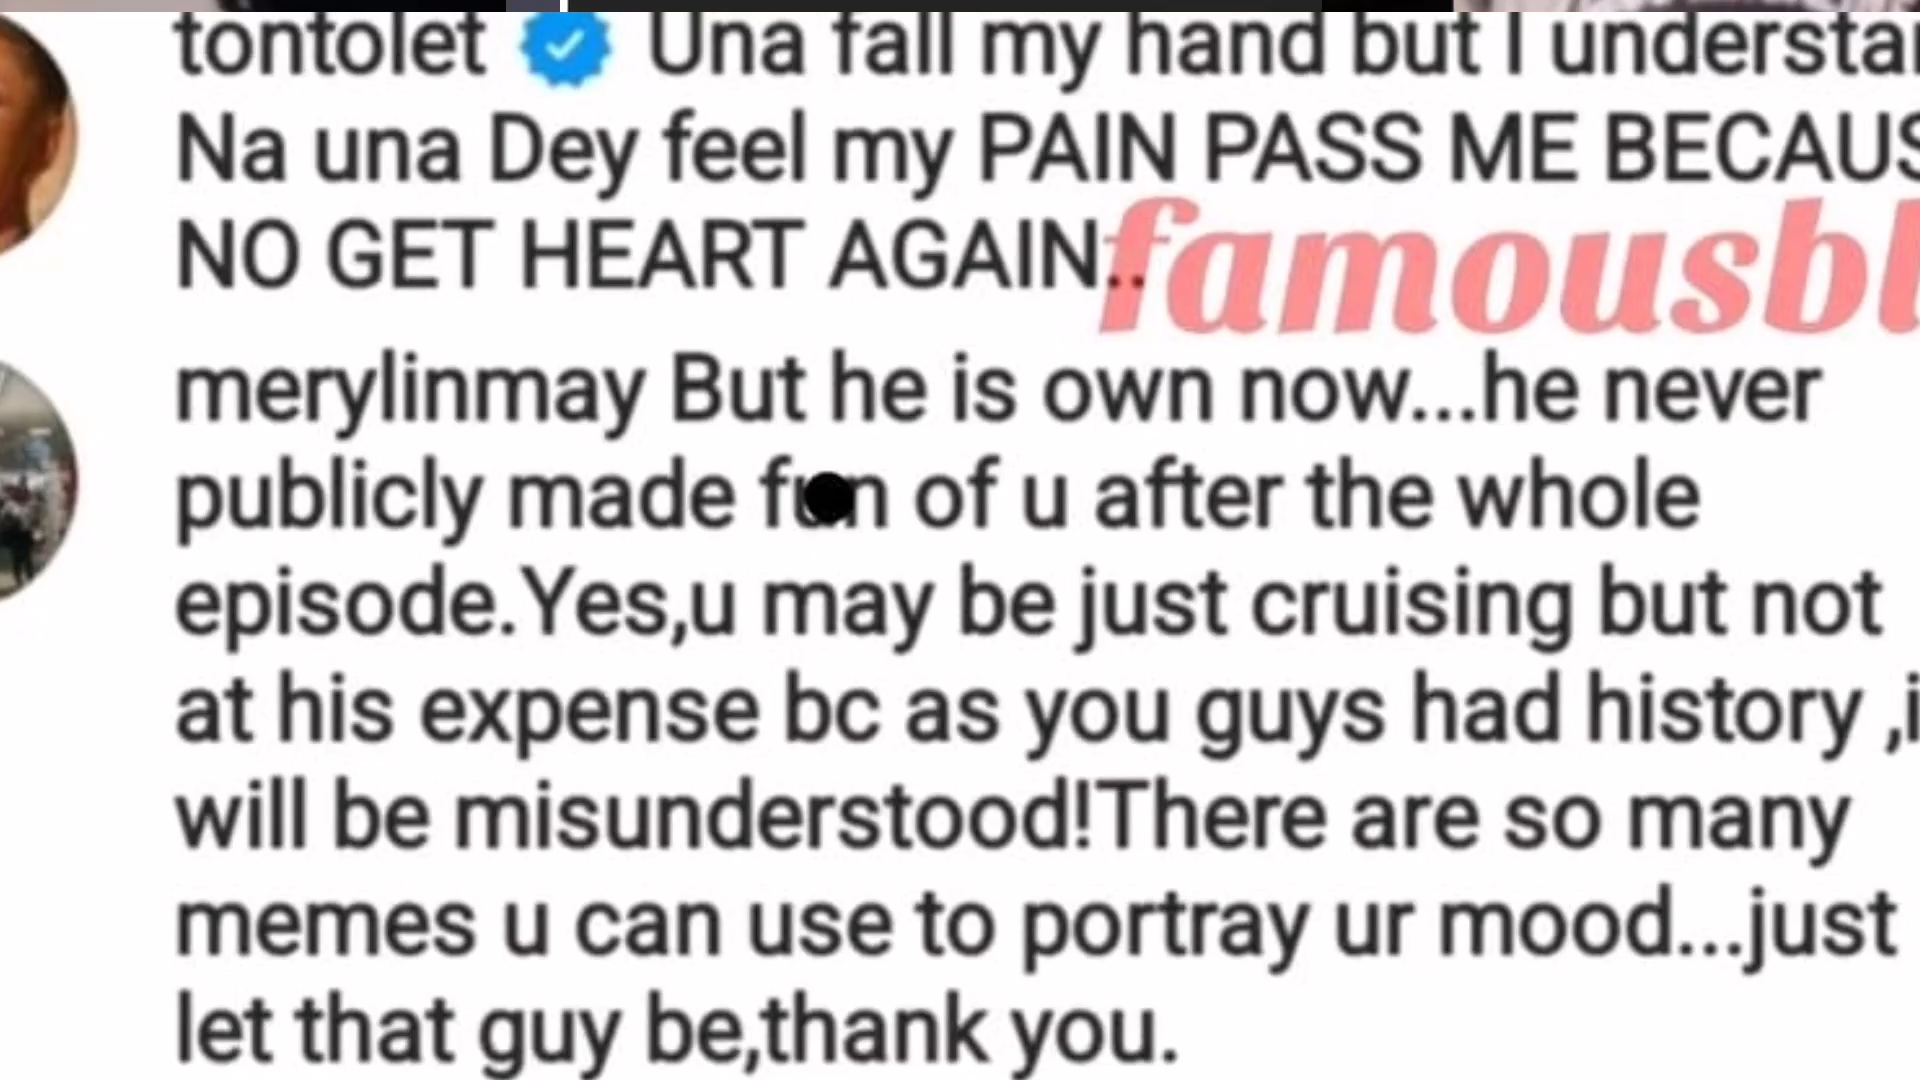 tontolet Una fall my hand but I
Na una Dey feel my PAIN PASS ME
NO GET HEART AGAIN..
famousbl
merylinmay But he is own now...he never
publicly made fun of u after the whole
episode.Yes,u may be just cruising but not
at his expense bc as you guys had history ,i
will be misunderstood!There are so many
memes u can use to portray ur mood...just
let that guy be,thank you.